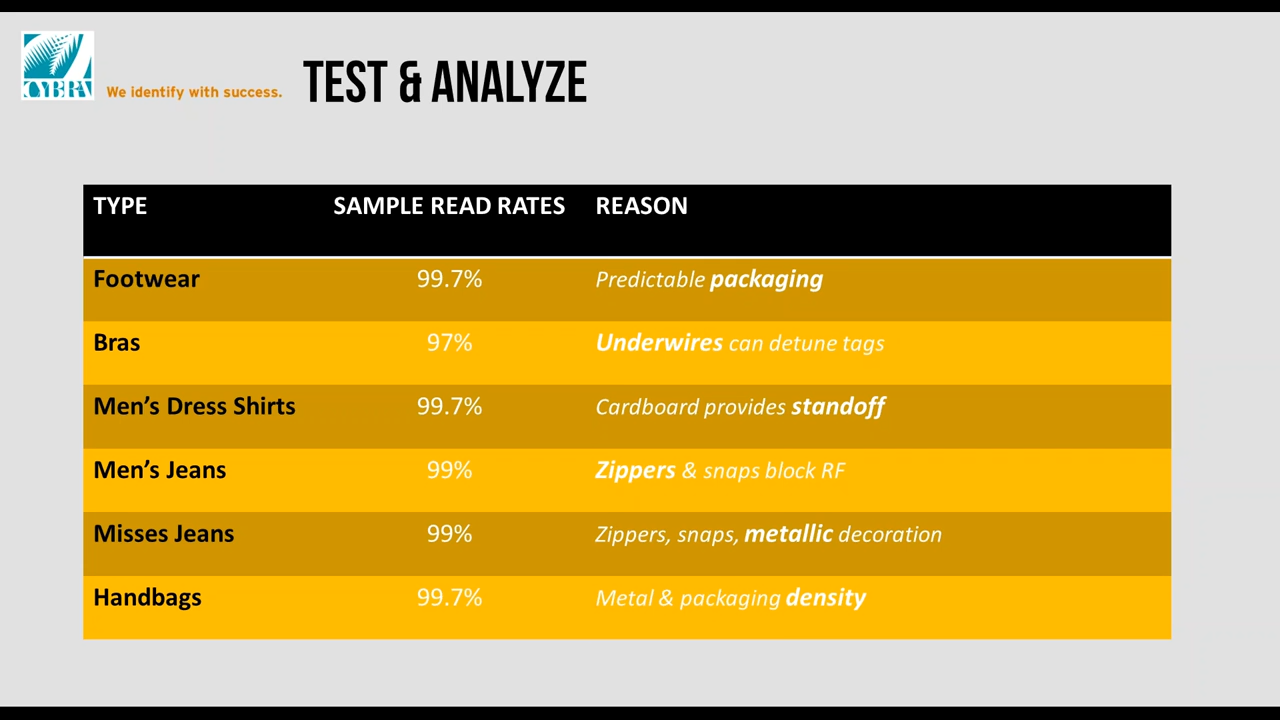 CYBRA
We identify with success.
TEST & ANALYZE
TYPE SAMPLE READ RATES REASON
Footwear 99.7% Predictable packaging
Bras 97% Underwires can detune tags
Men’s Dress Shirts 99.7% Cardboard provides standoff
Men’s Jeans 99% Zippers & snaps block RF
Misses Jeans 99% Zippers, snaps, metallic decoration
Handbags 99.7% Metal & packaging density